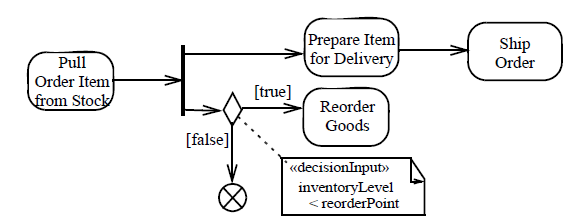 Pull
Order Item
from Stock
Prepare Item
for Delivery
Ship
Order
[true]
Reorder
Goods
[false]
«decisionInput»
inventoryLevel
< reorderPoint